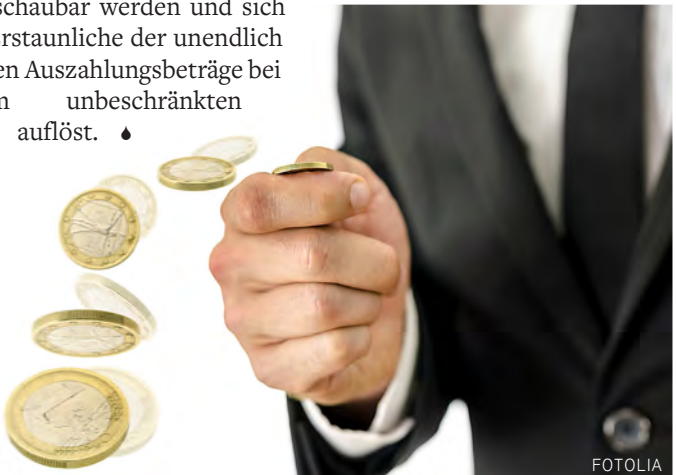 schaubar werden und sich
rstaunliche der unendlich
en Auszahlungsbeträge bei
unbeschränkten
auflöst.
FOTOLIA